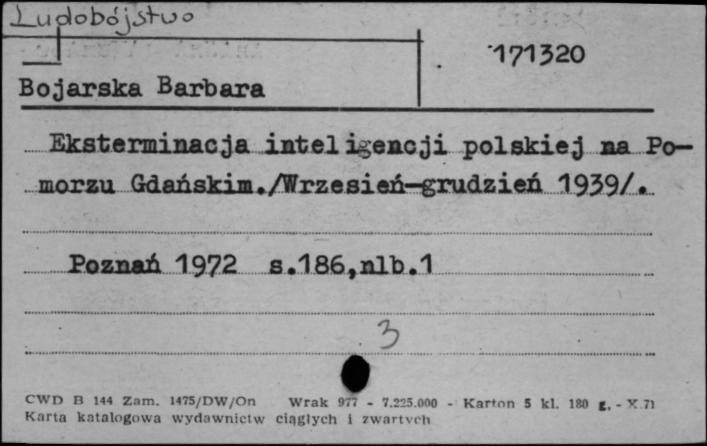 Ludobójstwo
171320
Bojarska Barbara
Eksterminacja inteligencji polskiej na Po-
morzu Gdańskim./Wrzesień-grudzień 1939/.
Poznań 1972 s.186,nlb.1
3
CWD B 144 Zam. 1475/DW/On Wrak 977 - 7.225.000 - Karton 5 kl. 180 g. - X.71
Karta katalogowa wydawnictw ciągłych i zwartych